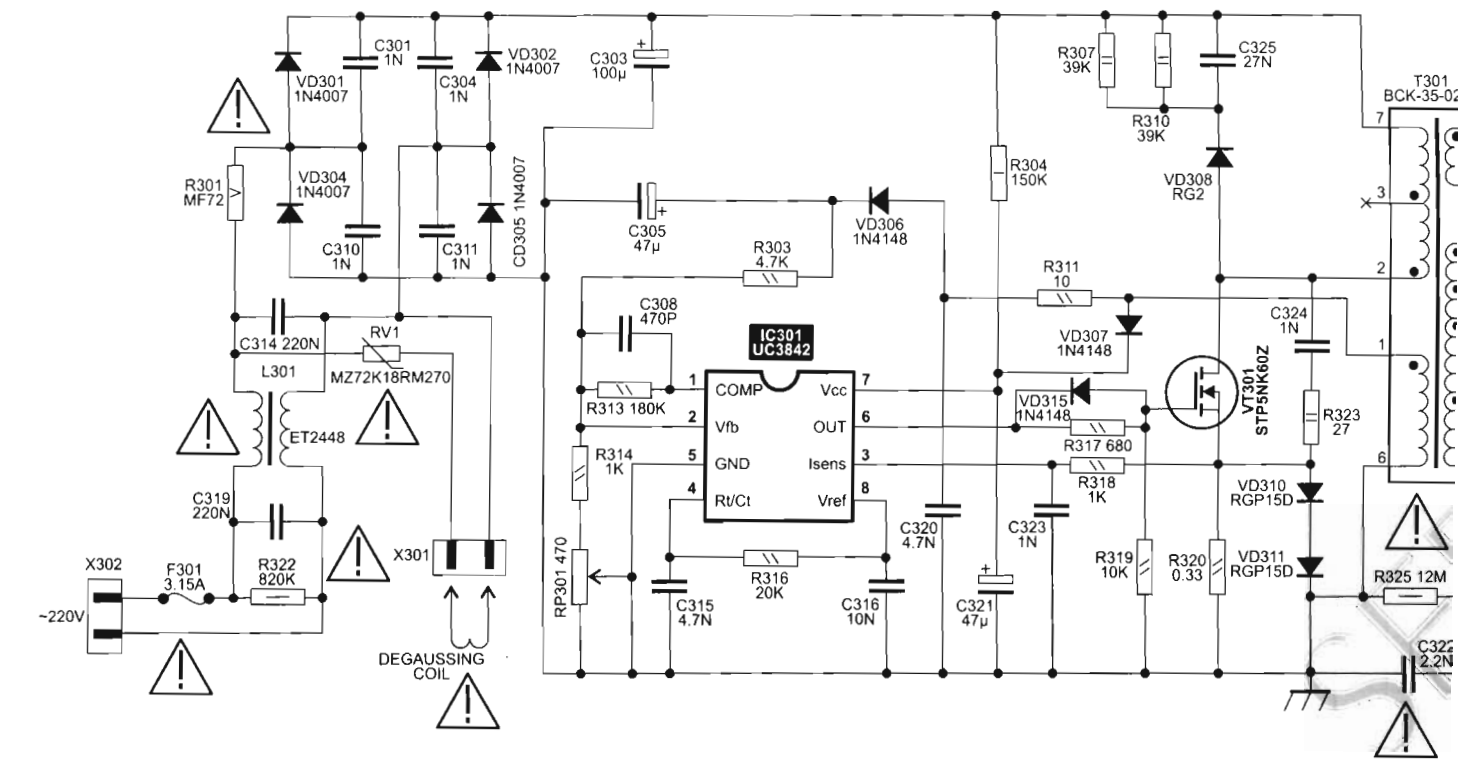 C301
1N
VD301
1N4007
C304
1N
VD302
1N4007
C303
100µ
R307
39K
R310
39K
C325
27N
T301
BCK-35-02
7
R301
MF72
VD304
1N4007
C310
1N
C311
1N
CD305 1N4007
C305
47µ
VD306
1N4148
R304
150K
VD308
RG2
3
2
R303
4.7K
R311
10
C308
470P
IC301
UC3842
VD307
1N4148
C324
1N
1
C314 220N
RV1
MZ72K18RM270
L301
ET2448
R313 180K
1
COMP
Vcc
7
2
Vfb
OUT
6
5
GND
Isens
3
4
Rt/Ct
Vref
8
VD315
1N4148
R317 680
R318
1K
VT301
STP5NK60Z
R323
27
6
R314
1K
C319
220N
C320
4.7N
C323
1N
VD310
RGP15D
X302
F301
3.15A
R322
820K
X301
RP301 470
R316
20K
C315
4.7N
C316
10N
C321
47µ
R319
10K
R320
0.33
VD311
RGP15D
R325 12M
~220V
DEGAUSSING
COIL
C322
2.2N